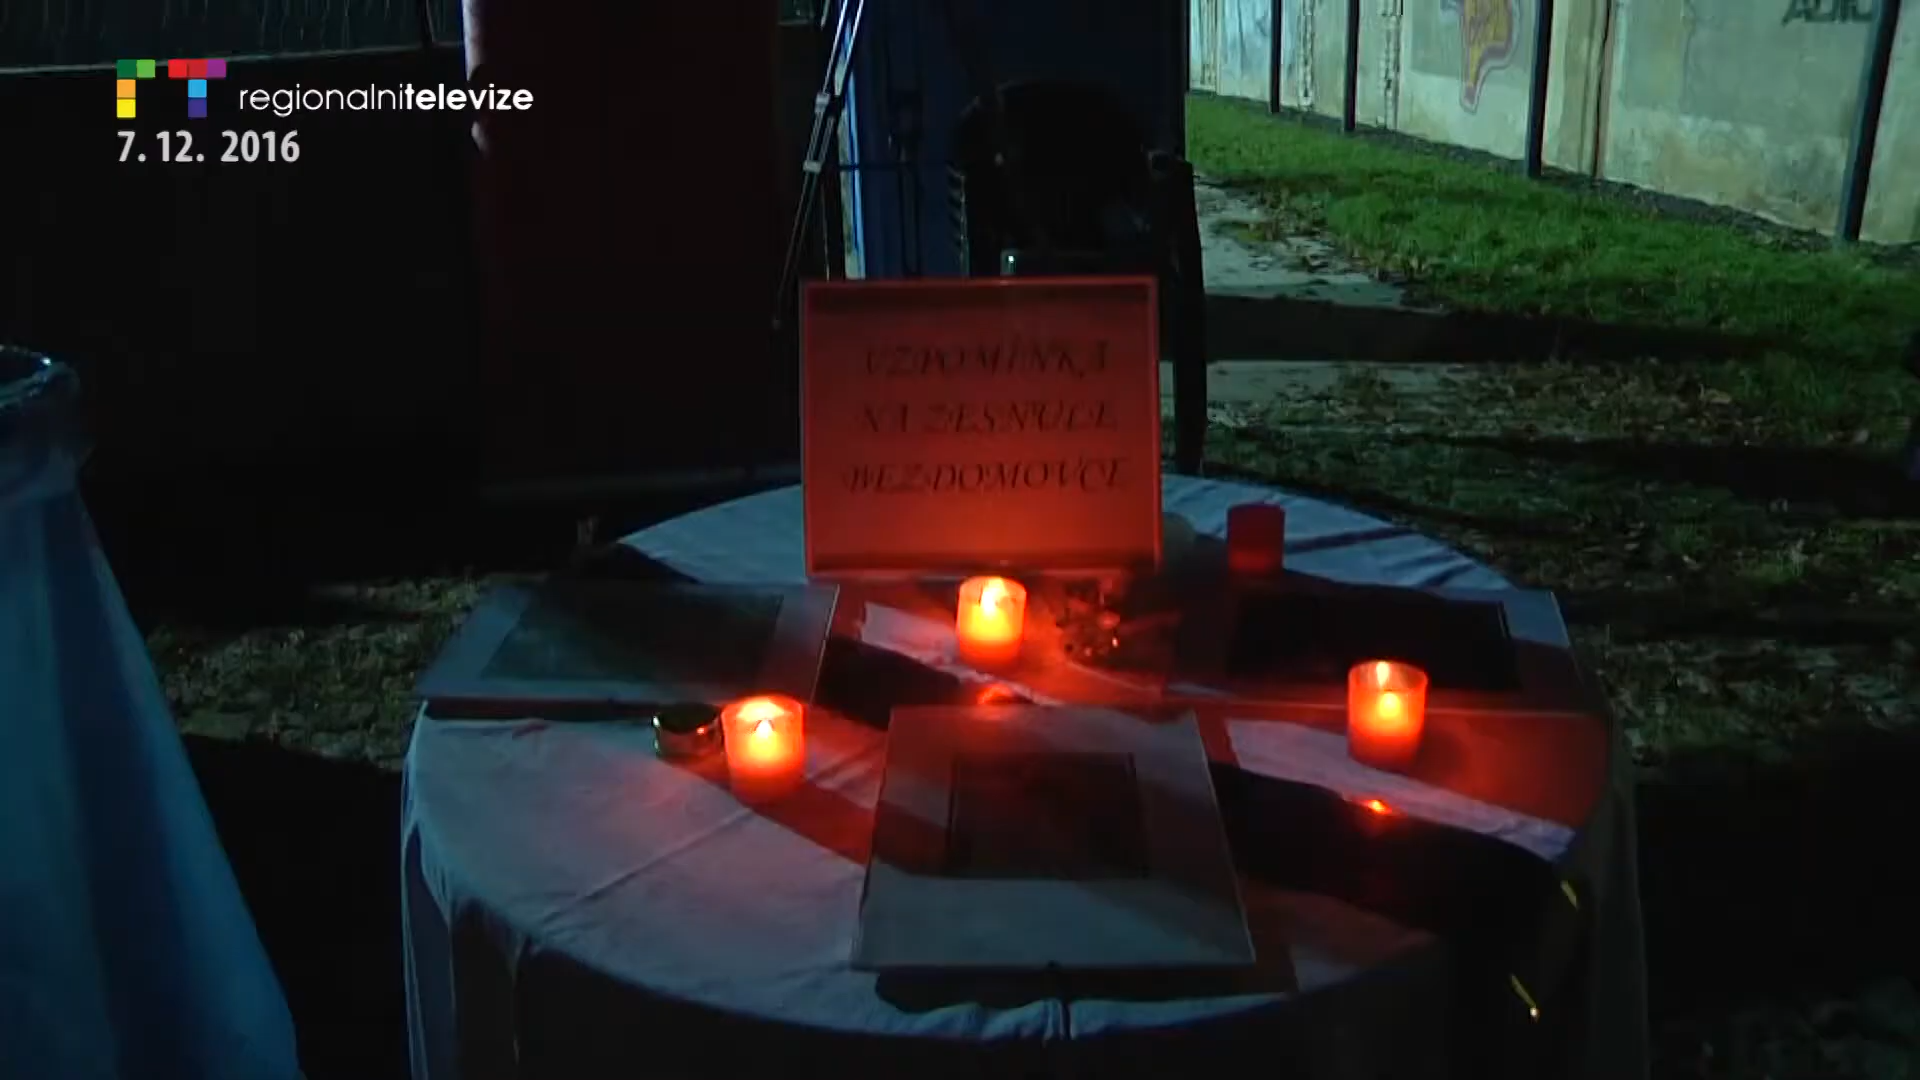 regionalnitelevize
7. 12. 2016
VZPOMÍNKA
NA ZESNULÉ
BEZDOMOVCE